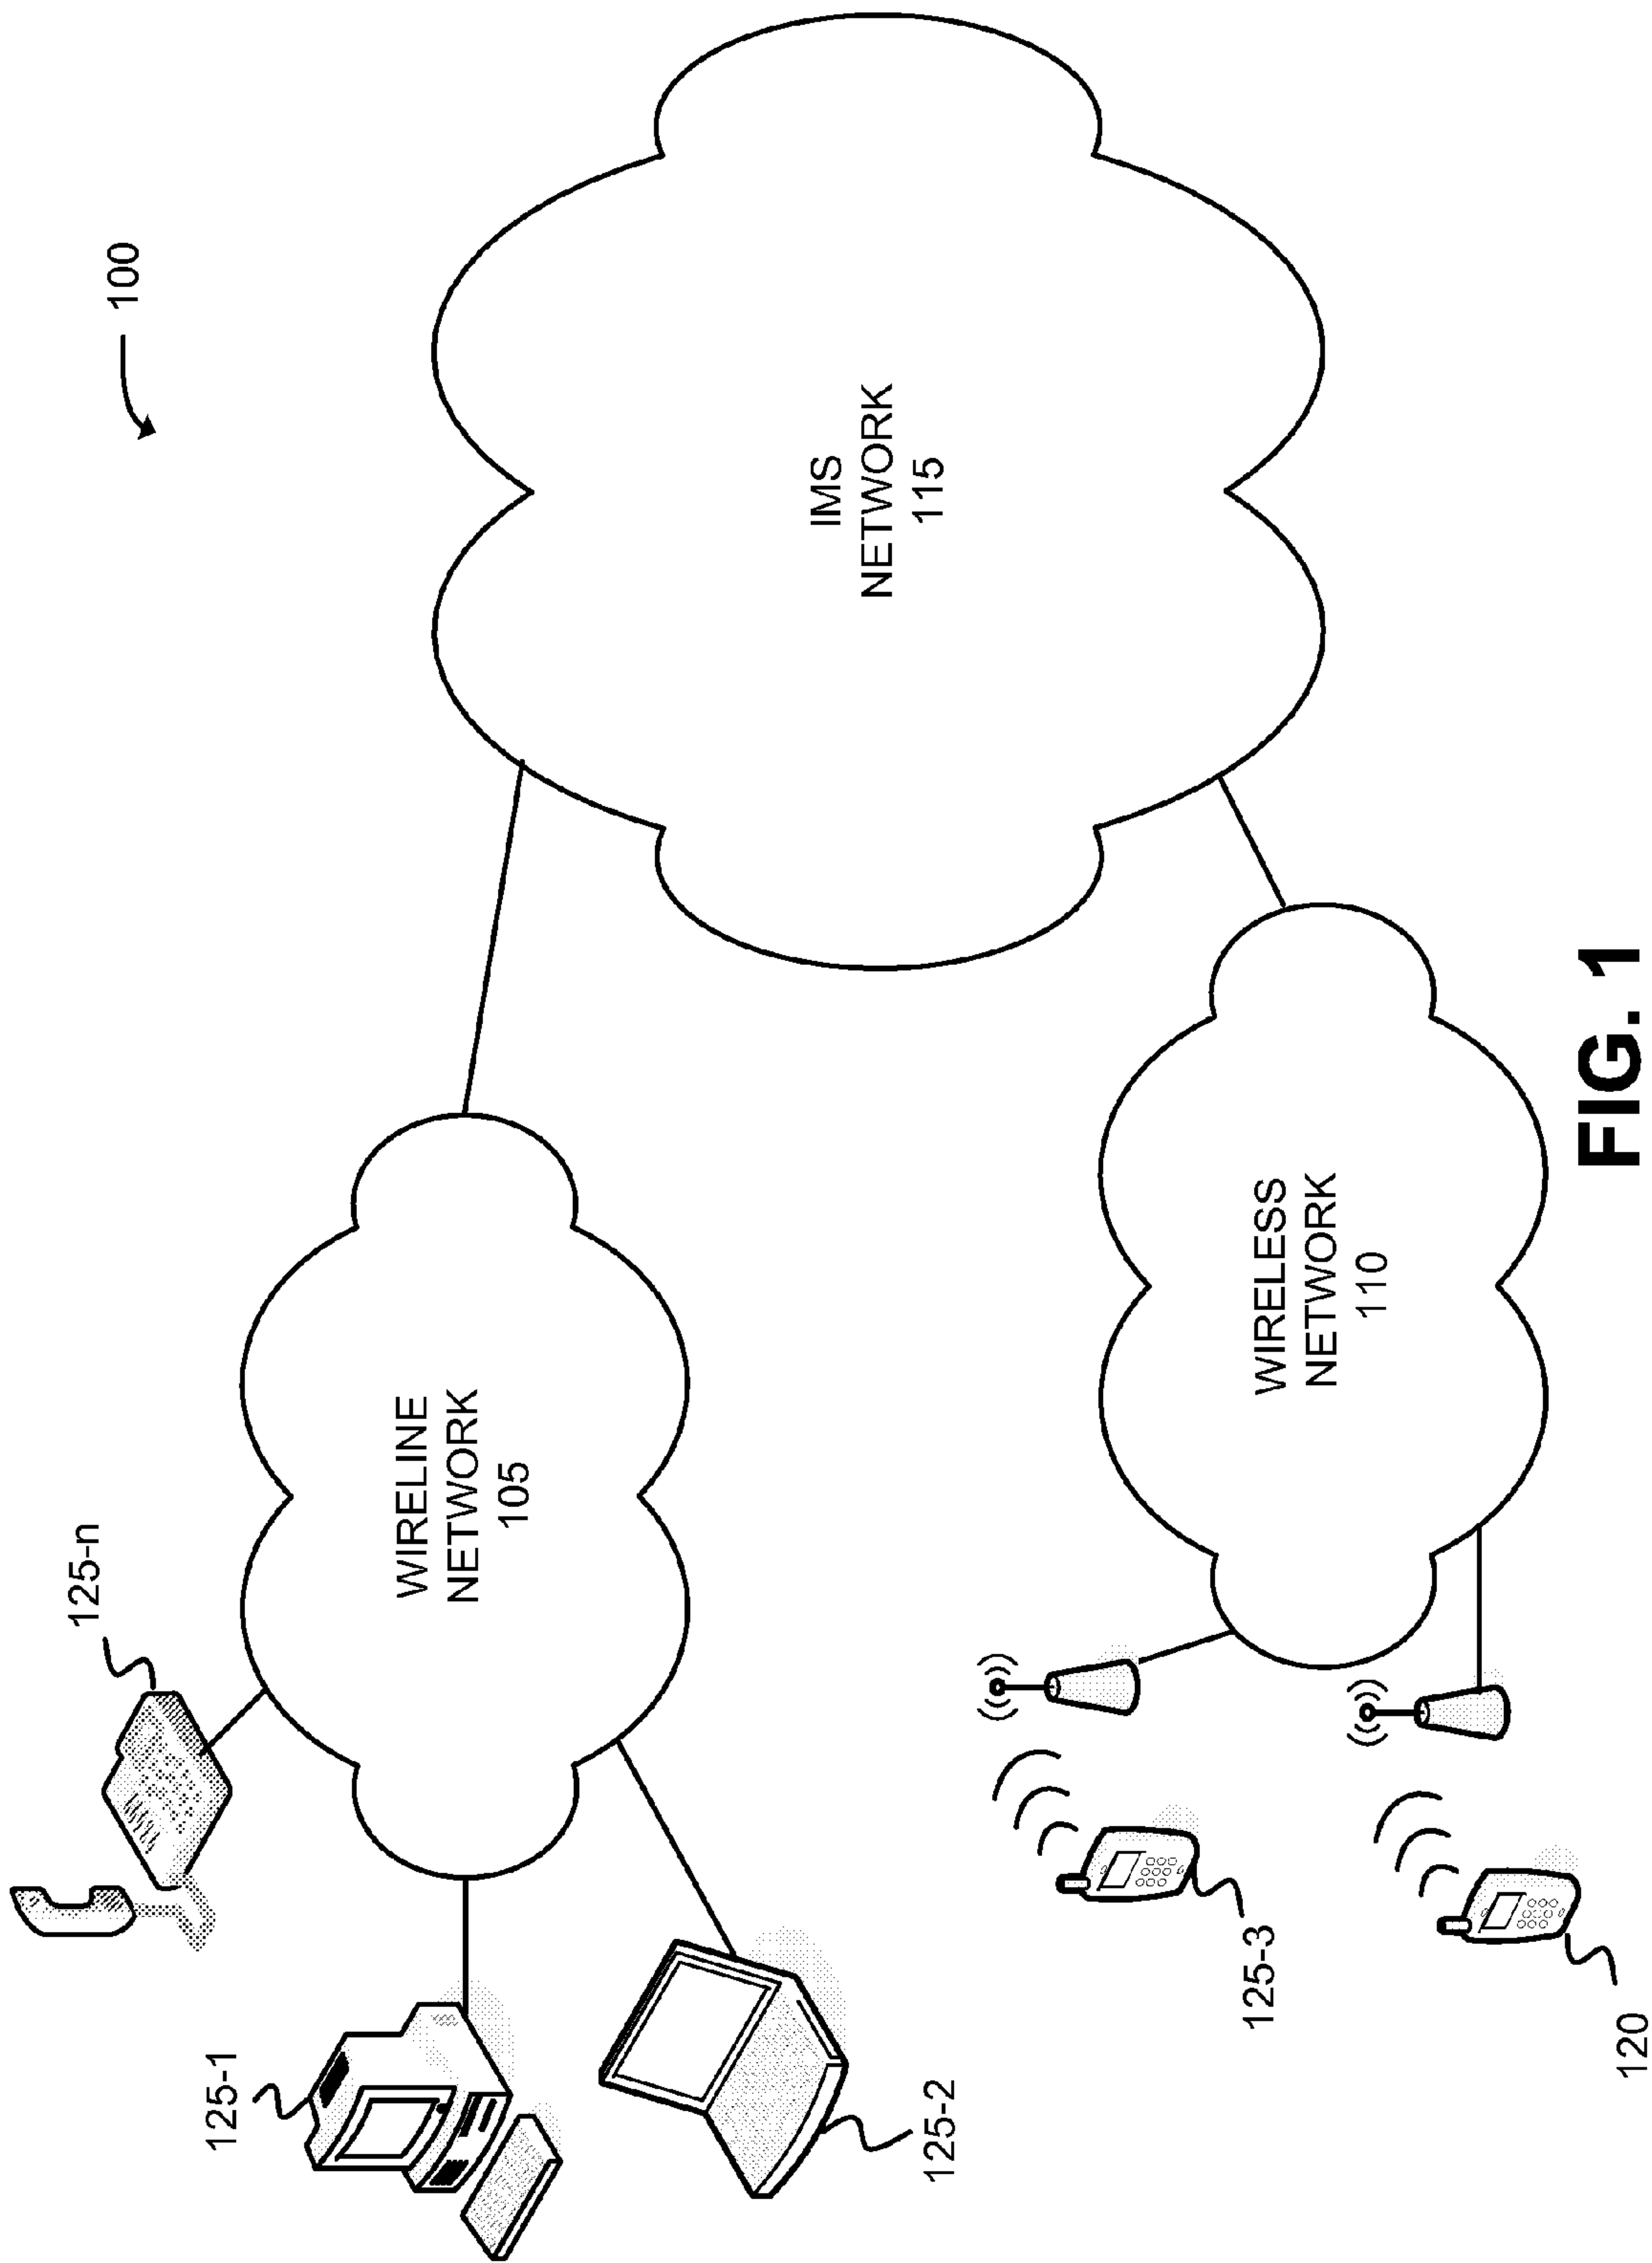 100
125-n
125-1
WIRELINE
NETWORK
105
IMS
NETWORK
115
125-2
125-3
WIRELESS
NETWORK
110
120
FIG. 1